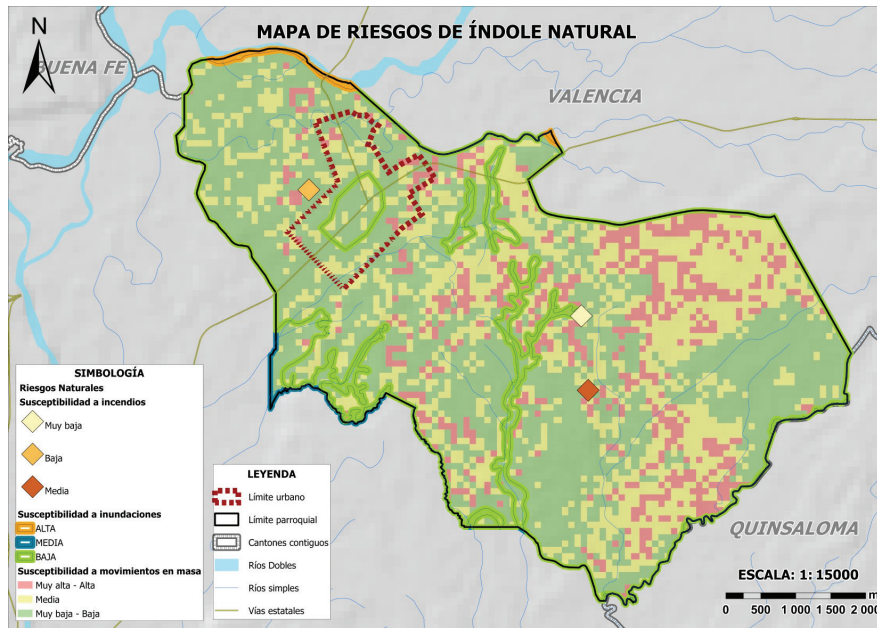 MAPA DE RIESGOS DE ÍNDOLE NATURAL
N
BUENA FE
VALENCIA
QUINSALOMA
SIMBOLOGÍA
Riesgos Naturales
Susceptibilidad a incendios
Muy baja
Baja
Media
Susceptibilidad a inundaciones
ALTA
MEDIA
BAJA
Susceptibilidad a movimientos en masa
Muy alta - Alta
Media
Muy baja - Baja
LEYENDA
Límite urbano
Límite parroquial
Cantones contiguos
Ríos Dobles
Ríos simples
Vías estatales
ESCALA: 1: 15000
0 500 1 000 1 500 2 000 m